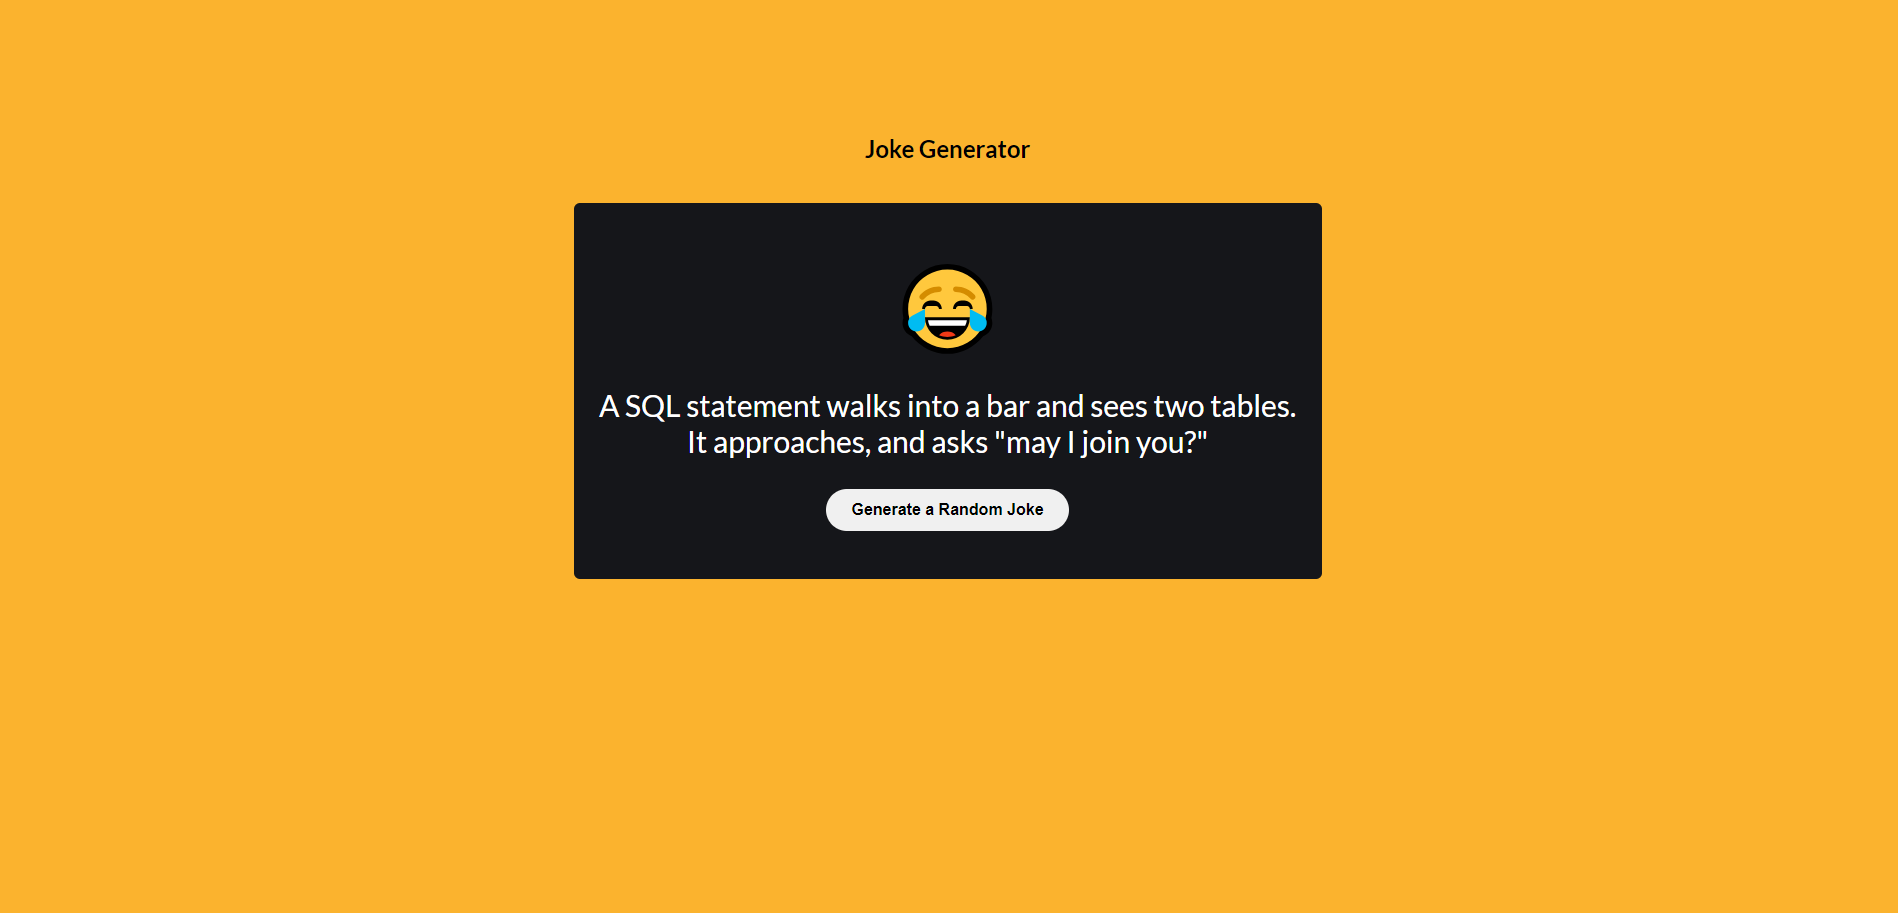 Joke Generator
A SQL statement walks into a bar and sees two tables.
It approaches, and asks "may I join you?"
Generate a Random Joke